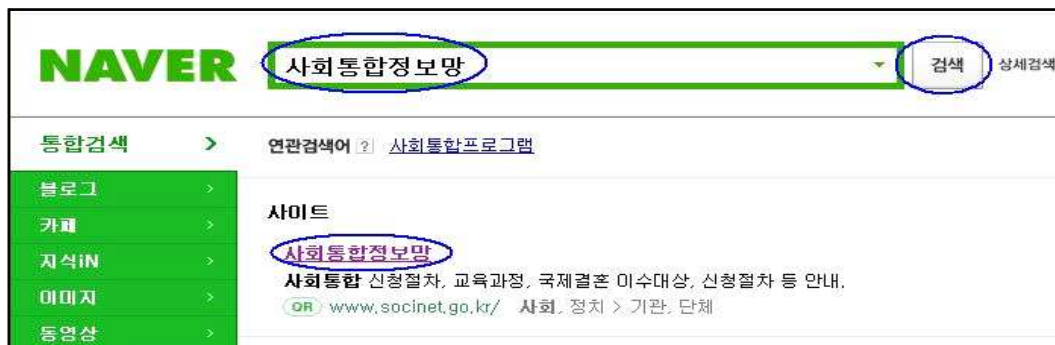 NAVER 사회통합정보망 검색 상세검색
통합검색 >
연관검색어 ? 사회통합프로그램
블로그 >
카페 >
지식iN >
이미지 >
동영상 >
사이트
사회통합정보망
사회통합 신청절차, 교육과정, 국제결혼 이수대상, 신청절차 등 안내.
QR www.socinet.go.kr/ 사회, 정치 > 기관, 단체